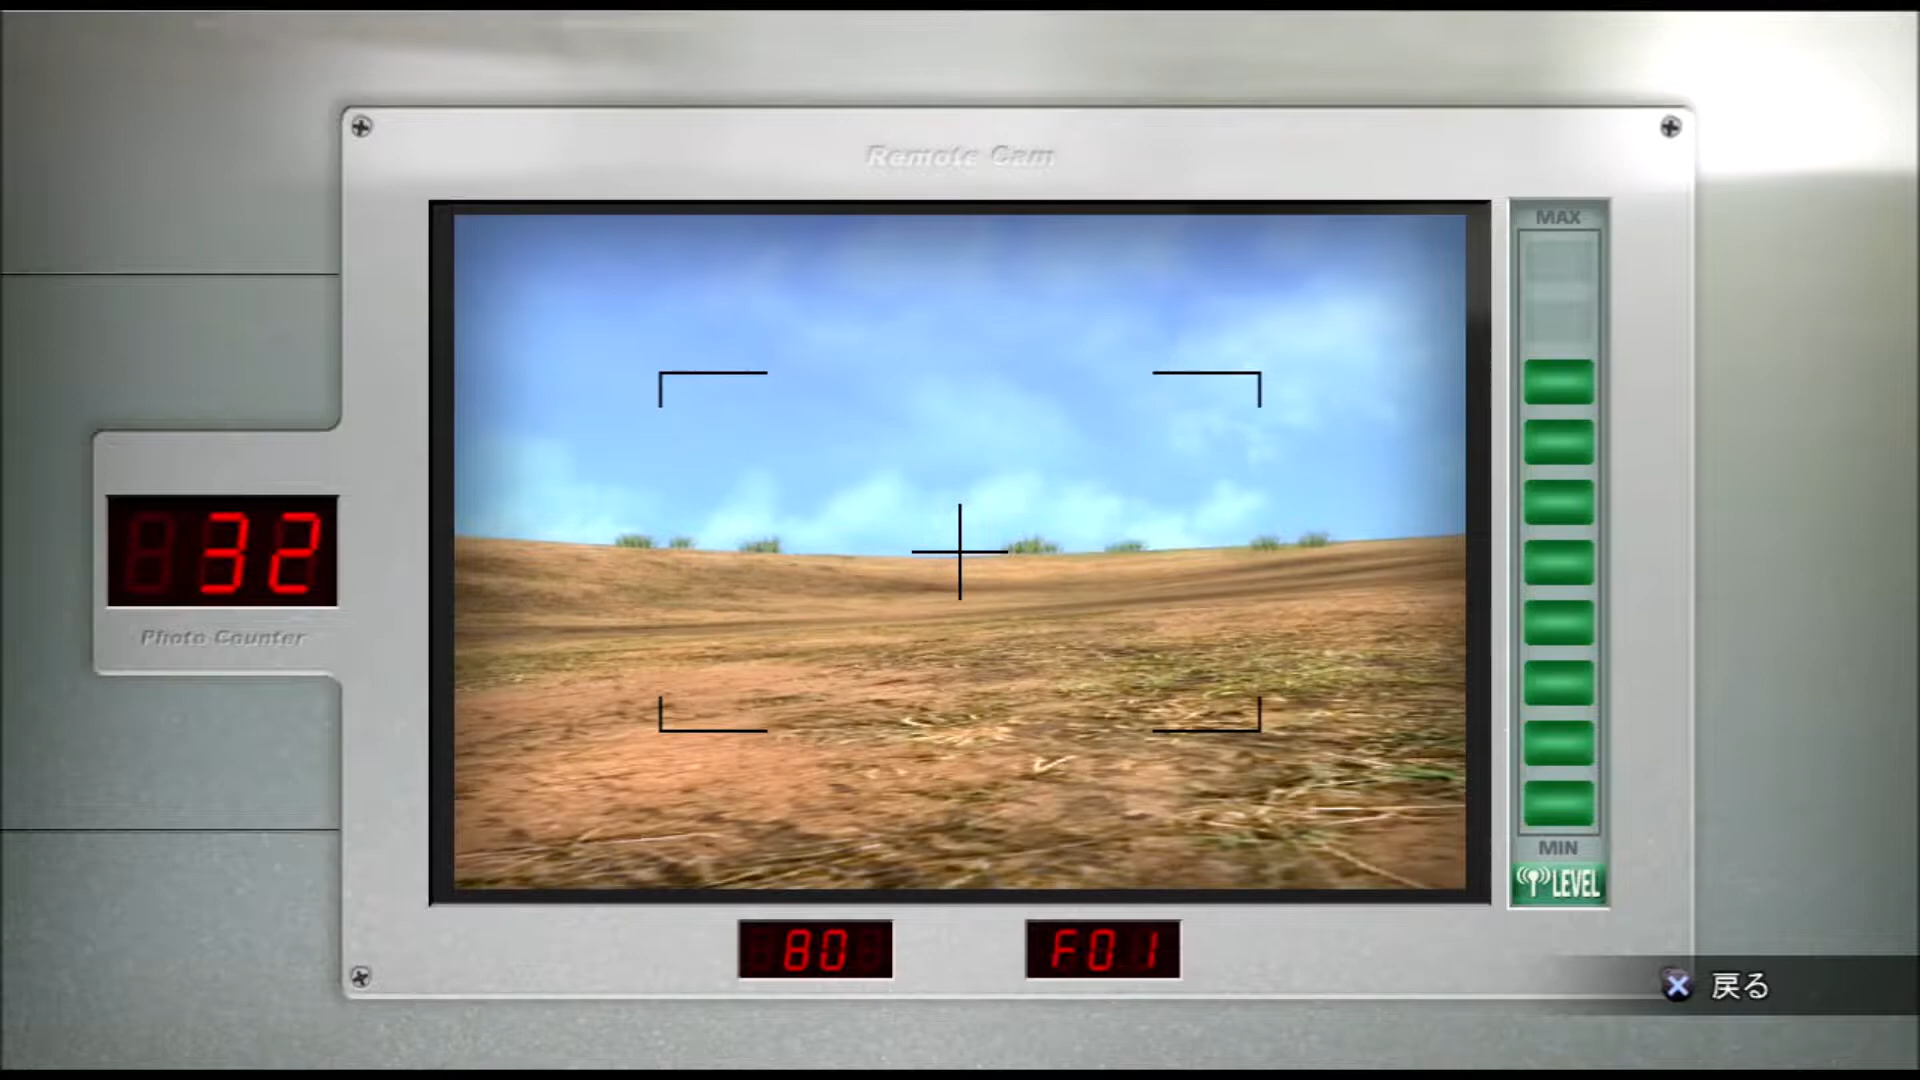 Remote Cam
MAX
32
Photo Counter
MIN
LEVEL
80
F01
戻る